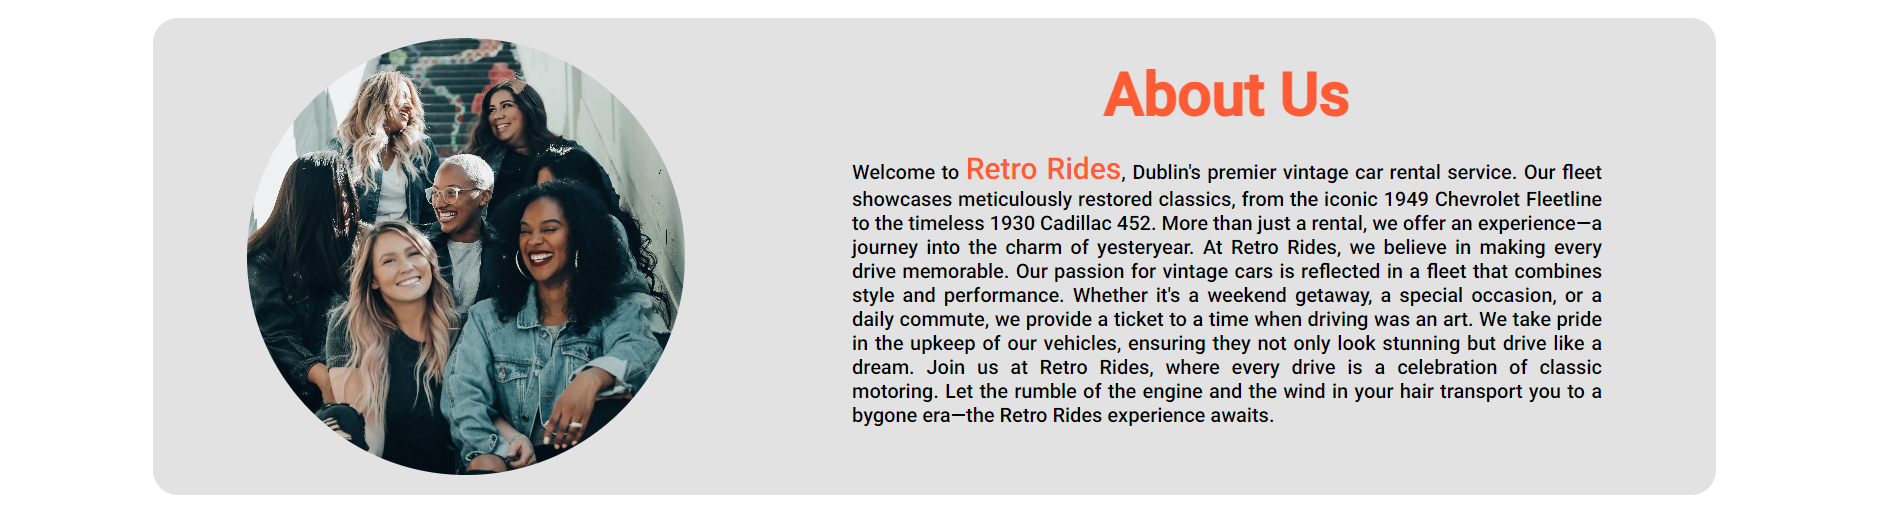 About Us
Welcome to Retro Rides, Dublin's premier vintage car rental service. Our fleet
showcases meticulously restored classics, from the iconic 1949 Chevrolet Fleetline
to the timeless 1930 Cadillac 452. More than just a rental, we offer an experience—a
journey into the charm of yesteryear. At Retro Rides, we believe in making every
drive memorable. Our passion for vintage cars is reflected in a fleet that combines
style and performance. Whether it's a weekend getaway, a special occasion, or a
daily commute, we provide a ticket to a time when driving was an art. We take pride
in the upkeep of our vehicles, ensuring they not only look stunning but drive like a
dream. Join us at Retro Rides, where every drive is a celebration of classic
motoring. Let the rumble of the engine and the wind in your hair transport you to a
bygone era—the Retro Rides experience awaits.